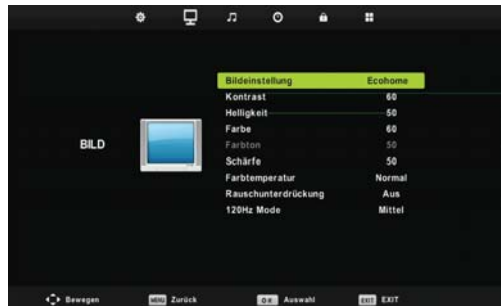 Bildeinstellung Ecohome
Kontrast 60
Helligkeit 50
Farbe 60
BILD
Farbton 50
Schärfe 50
Farbtemperatur Normal
Rauschunterdrückung Aus
120Hz Mode Mittel
Bewegen MENU Zurück OK Auswahl EXIT EXIT